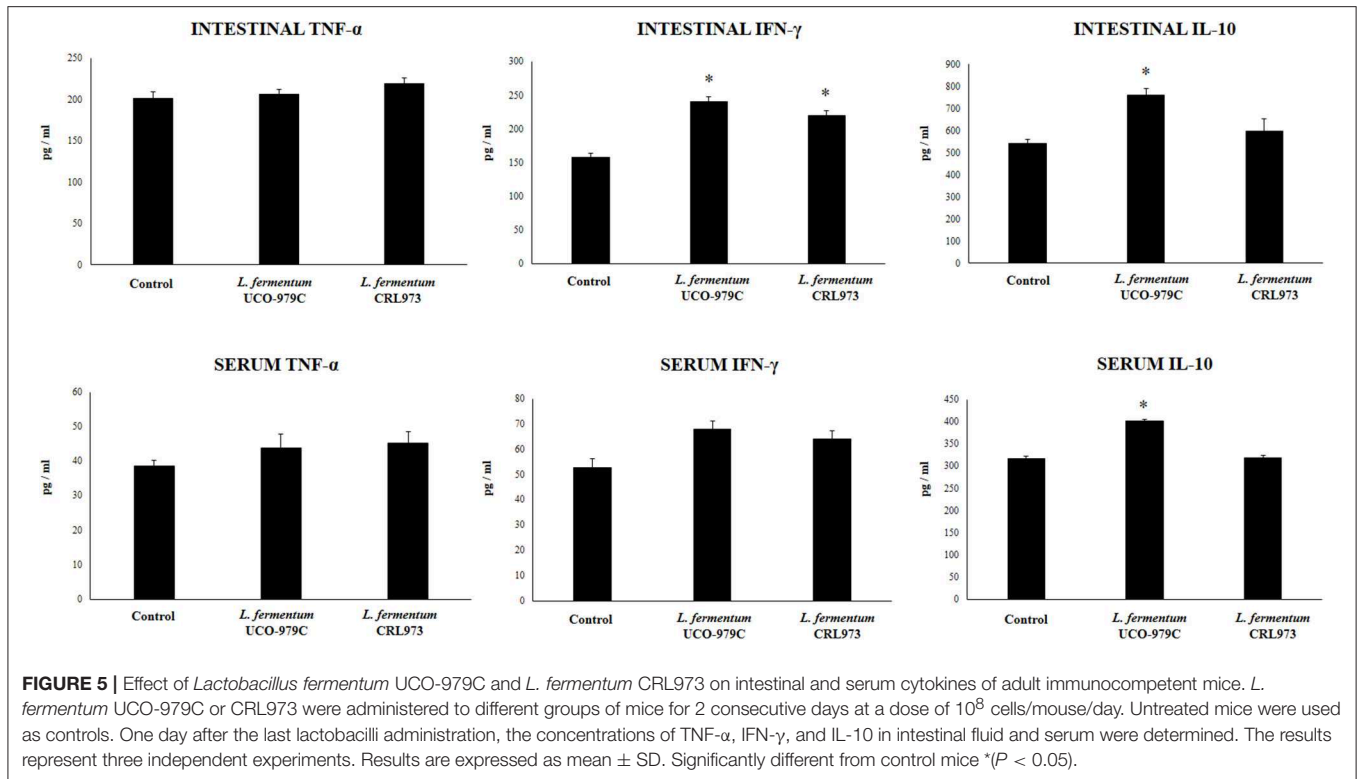 INTESTINAL TNF-α
250
200
150
100
50
0
pg / ml
Control
L. fermentum
UCO-979C
L. fermentum
CRL973
INTESTINAL IFN-γ
300
250
200
150
100
50
0
pg / ml
*
*
Control
L. fermentum
UCO-979C
L. fermentum
CRL973
INTESTINAL IL-10
900
800
700
600
500
400
300
200
100
0
pg / ml
*
Control
L. fermentum
UCO-979C
L. fermentum
CRL973
SERUM TNF-α
60
50
40
30
20
10
0
pg / ml
Control
L. fermentum
UCO-979C
L. fermentum
CRL973
SERUM IFN-γ
80
70
60
50
40
30
20
10
0
pg / ml
Control
L. fermentum
UCO-979C
L. fermentum
CRL973
SERUM IL-10
450
400
350
300
250
200
150
100
50
0
pg / ml
*
Control
L. fermentum
UCO-979C
L. fermentum
CRL973
FIGURE 5 | Effect of Lactobacillus fermentum UCO-979C and L. fermentum CRL973 on intestinal and serum cytokines of adult immunocompetent mice. L.
fermentum UCO-979C or CRL973 were administered to different groups of mice for 2 consecutive days at a dose of 10⁸ cells/mouse/day. Untreated mice were used
as controls. One day after the last lactobacilli administration, the concentrations of TNF-α, IFN-γ, and IL-10 in intestinal fluid and serum were determined. The results
represent three independent experiments. Results are expressed as mean ± SD. Significantly different from control mice *(P < 0.05).